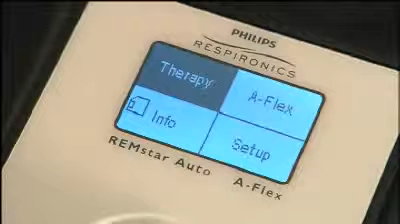 PHILIPS
RESPIRONICS
Therapy
A-Flex
Info
Setup
REMstar Auto
A-Flex